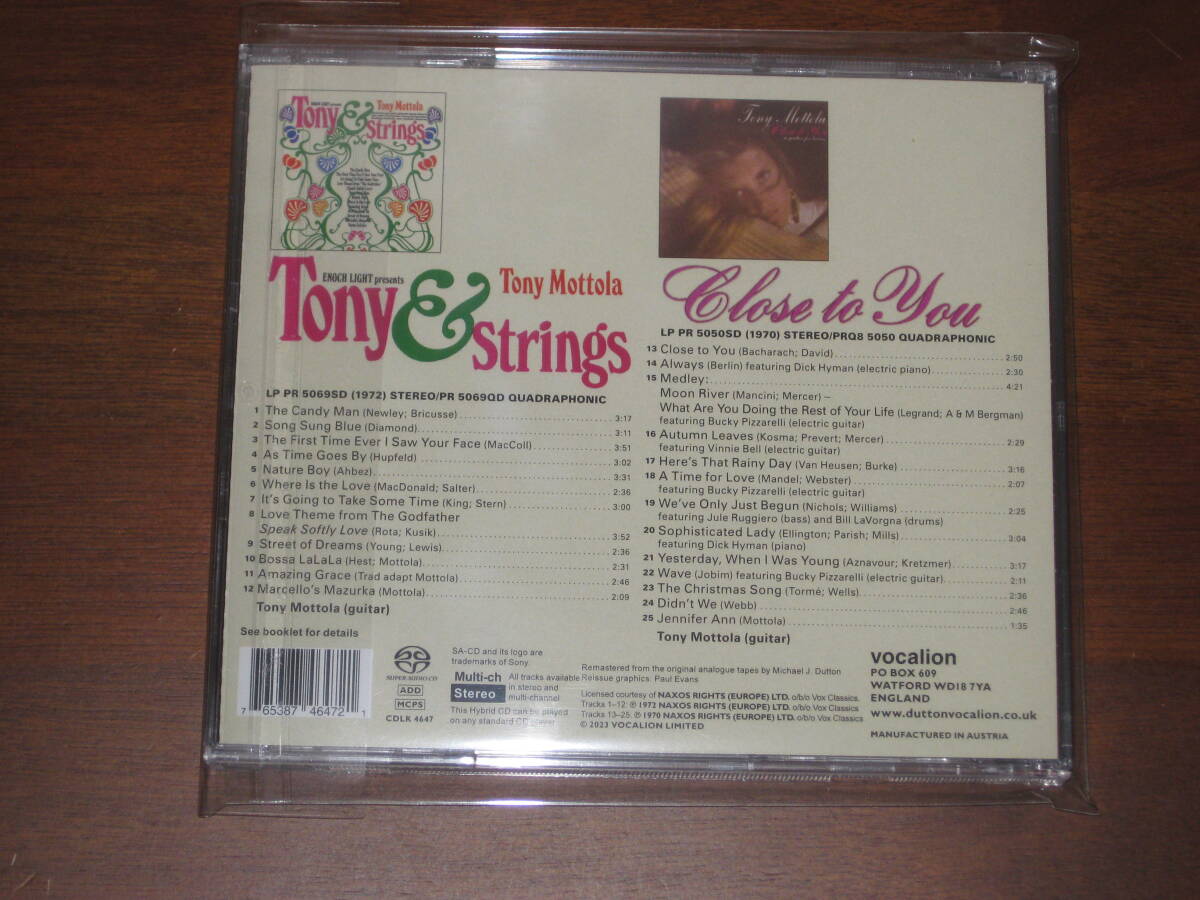 ENOCH LIGHT presents
Tony & Strings
Tony Mottola
Tony Mottola
ENOCH LIGHT presents
Tony & Strings
Tony Mottola
LP PR 5069SD (1972) STEREO/PR 5069QD QUADRAPHONIC
1 The Candy Man (Newley; Bricusse) 3:17
2 Song Sung Blue (Diamond) 3:11
3 The First Time Ever I Saw Your Face (MacColl) 3:51
4 As Time Goes By (Hupfeld) 3:02
5 Nature Boy (Ahbez) 3:31
6 Where Is the Love (MacDonald; Salter) 2:36
7 It's Going to Take Some Time (King; Stern) 3:00
8 Love Theme from The Godfather
Speak Softly Love (Rota; Kusik) 3:52
9 Street of Dreams (Young; Lewis) 2:36
10 Bossa LaLaLa (Hest; Mottola) 2:31
11 Amazing Grace (Trad adapt Mottola) 2:46
12 Marcello's Mazurka (Mottola) 2:09
Tony Mottola (guitar)
See booklet for details
Close to You
LP PR 5050SD (1970) STEREO/PRQ8 5050 QUADRAPHONIC
13 Close to You (Bacharach; David) 2:50
14 Always (Berlin) featuring Dick Hyman (electric piano) 2:30
15 Medley: 4:21
Moon River (Mancini; Mercer) –
What Are You Doing the Rest of Your Life (Legrand; A & M Bergman)
featuring Bucky Pizzarelli (electric guitar)
16 Autumn Leaves (Kosma; Prevert; Mercer) 2:29
featuring Vinnie Bell (electric guitar)
17 Here's That Rainy Day (Van Heusen; Burke) 3:16
18 A Time for Love (Mandel; Webster) 2:07
featuring Bucky Pizzarelli (electric guitar)
19 We've Only Just Begun (Nichols; Williams) 2:25
featuring Jule Ruggiero (bass) and Bill LaVorgna (drums)
20 Sophisticated Lady (Ellington; Parish; Mills) 3:04
featuring Dick Hyman (piano)
21 Yesterday, When I Was Young (Aznavour; Kretzmer) 3:17
22 Wave (Jobim) featuring Bucky Pizzarelli (electric guitar) 2:11
23 The Christmas Song (Tormé; Wells) 2:36
24 Didn't We (Webb) 2:46
25 Jennifer Ann (Mottola) 1:35
Tony Mottola (guitar)
7 65387 46472 1
SUPER AUDIO CD
ADD
MCPS
CDLK 4647
SA-CD and its logo are
trademarks of Sony.
Multi-ch
Stereo
All tracks available
in stereo and
multi-channel
This Hybrid CD can be played
on any standard CD player
Remastered from the original analogue tapes by Michael J. Dutton
Reissue graphics: Paul Evans
Licensed courtesy of NAXOS RIGHTS (EUROPE) LTD. o/b/o Vox Classics.
Tracks 1–12: ℗ 1972 NAXOS RIGHTS (EUROPE) LTD. o/b/o Vox Classics
Tracks 13–25: ℗ 1970 NAXOS RIGHTS (EUROPE) LTD. o/b/o Vox Classics
© 2023 VOCALION LIMITED
vocalion
PO BOX 609
WATFORD WD18 7YA
ENGLAND
www.duttonvocalion.co.uk
MANUFACTURED IN AUSTRIA